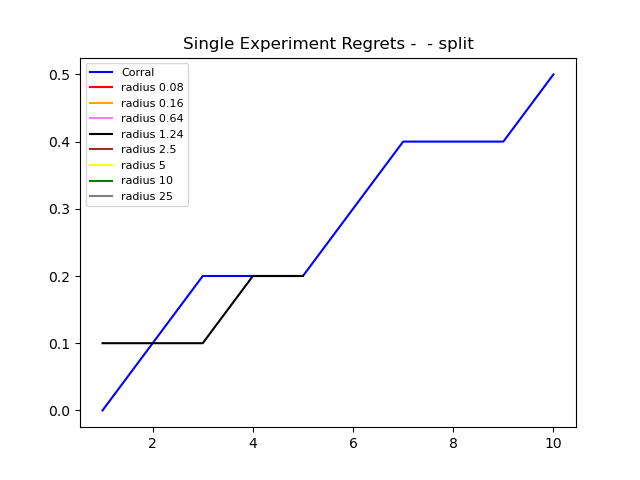 Single Experiment Regrets -  - split
Corral
radius 0.08
radius 0.16
radius 0.64
radius 1.24
radius 2.5
radius 5
radius 10
radius 25
0.5
0.4
0.3
0.2
0.1
0.0
2 4 6 8 10